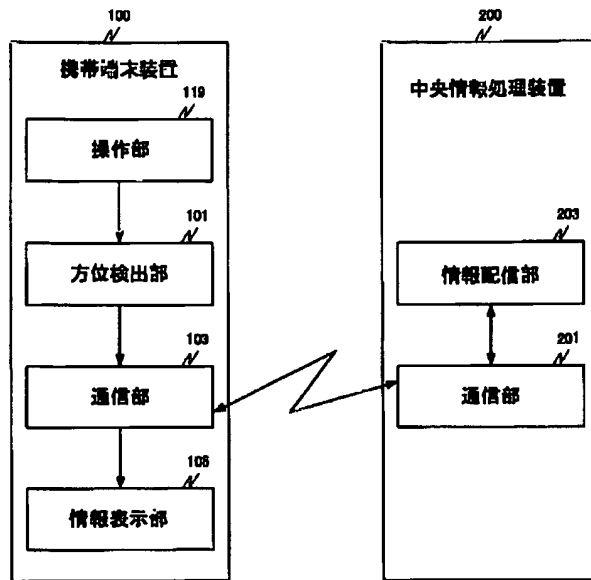 100
携帯端末装置
119
操作部
101
方位検出部
103
通信部
105
情報表示部
200
中央情報処理装置
203
情報配信部
201
通信部